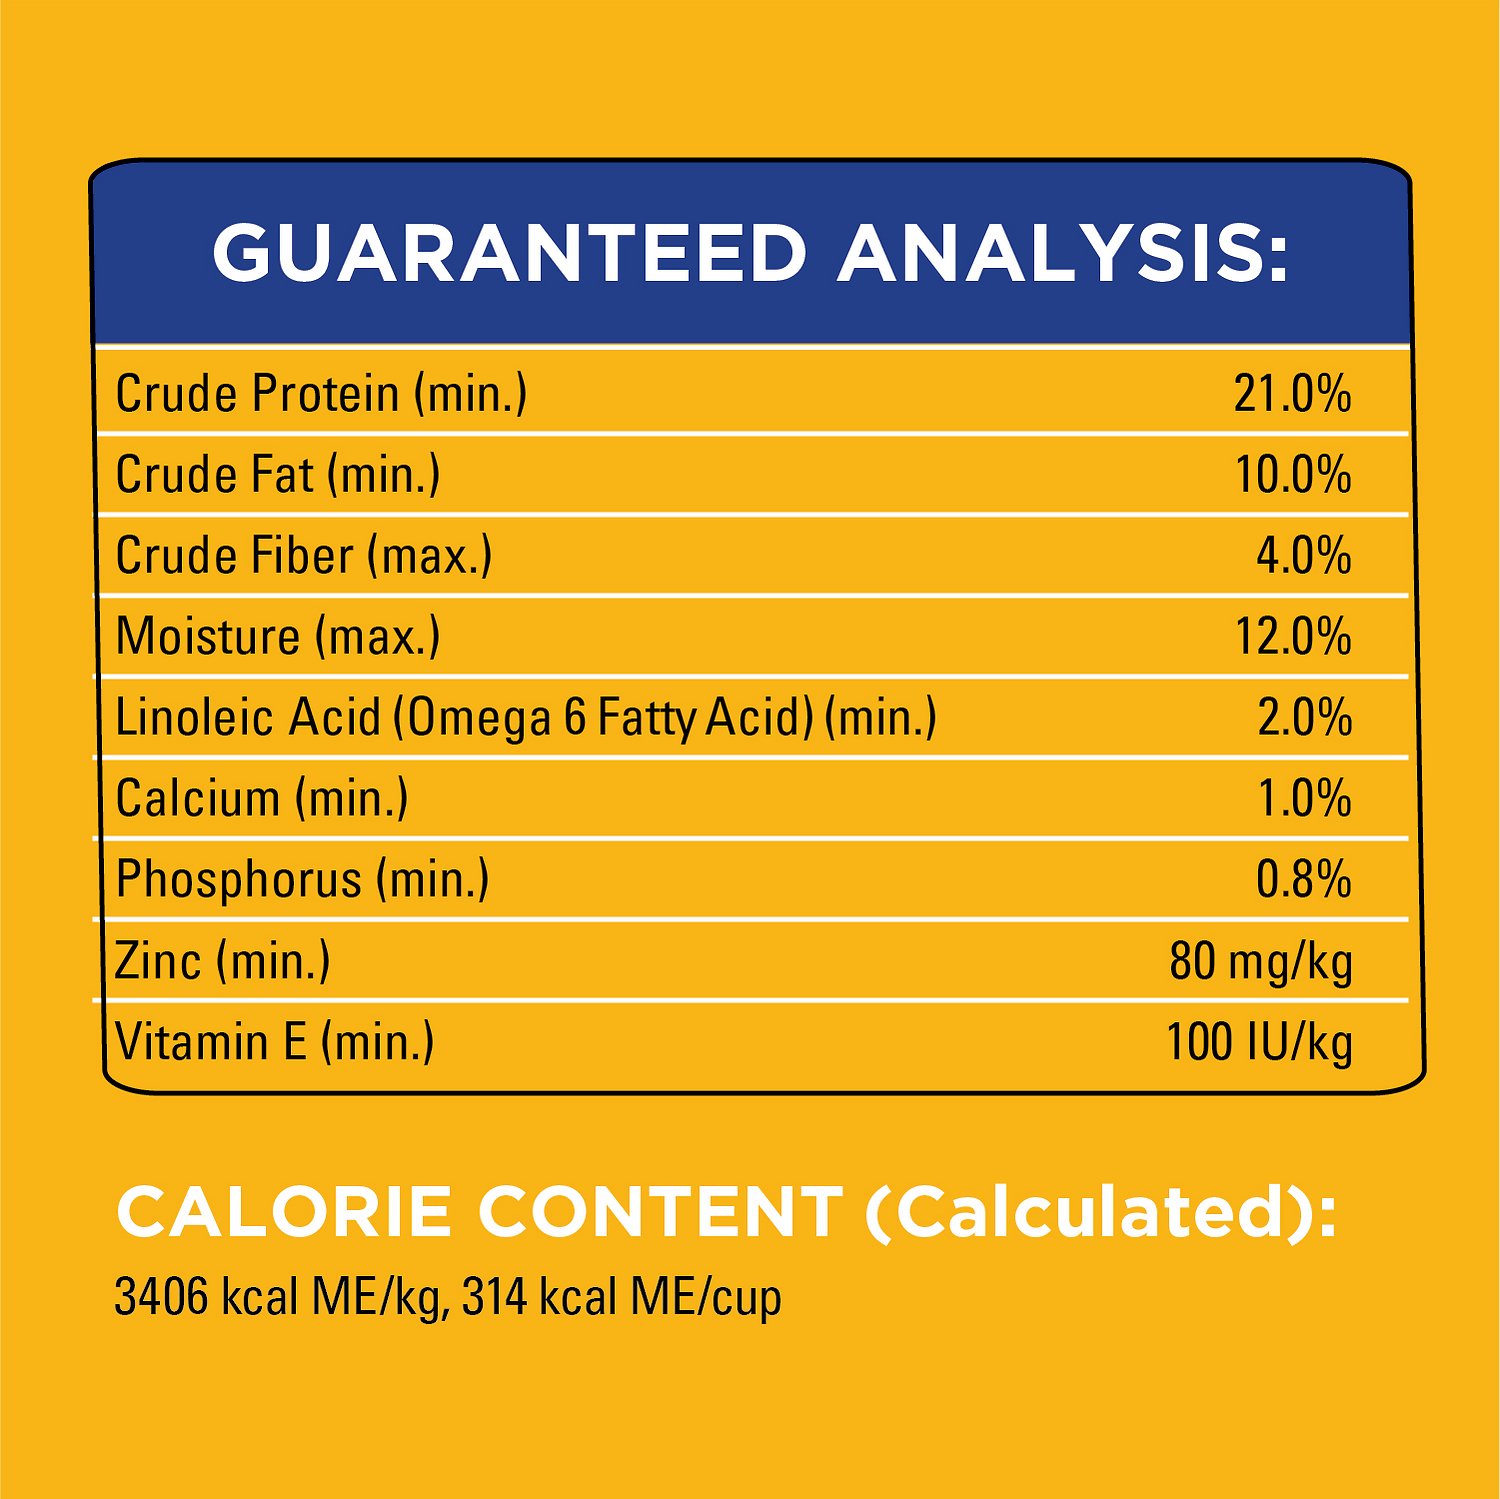 GUARANTEED ANALYSIS:
Crude Protein (min.) 21.0%
Crude Fat (min.) 10.0%
Crude Fiber (max.) 4.0%
Moisture (max.) 12.0%
Linoleic Acid (Omega 6 Fatty Acid) (min.) 2.0%
Calcium (min.) 1.0%
Phosphorus (min.) 0.8%
Zinc (min.) 80 mg/kg
Vitamin E (min.) 100 IU/kg
CALORIE CONTENT (Calculated):
3406 kcal ME/kg, 314 kcal ME/cup